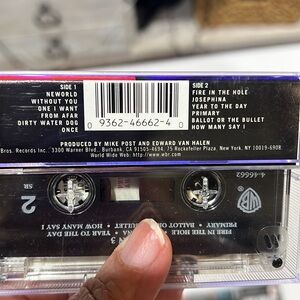 SIDE 1
NEWORLD
WITHOUT YOU
ONE I WANT
FROM AFAR
DIRTY WATER DOG
ONCE
SIDE 2
FIRE IN THE HOLE
JOSEPHINA
YEAR TO THE DAY
PRIMARY
BALLOT OR THE BULLET
HOW MANY SAY I
0 9362-46662-4 0
PRODUCED BY MIKE POST AND EDWARD VAN HALEN
Bros. Records Inc., 3300 Warner Blvd., Burbank, CA 91505-4694, 75 Rockefeller Plaza, New York, NY 10019-6908.
World Wide Web: http://www.wbr.com
2
SR
4-46662
FIRE IN THE HOLE •
• YEAR TO THE DAY
PRIMARY • BALLOT
BULLET
HOW MANY SAY I